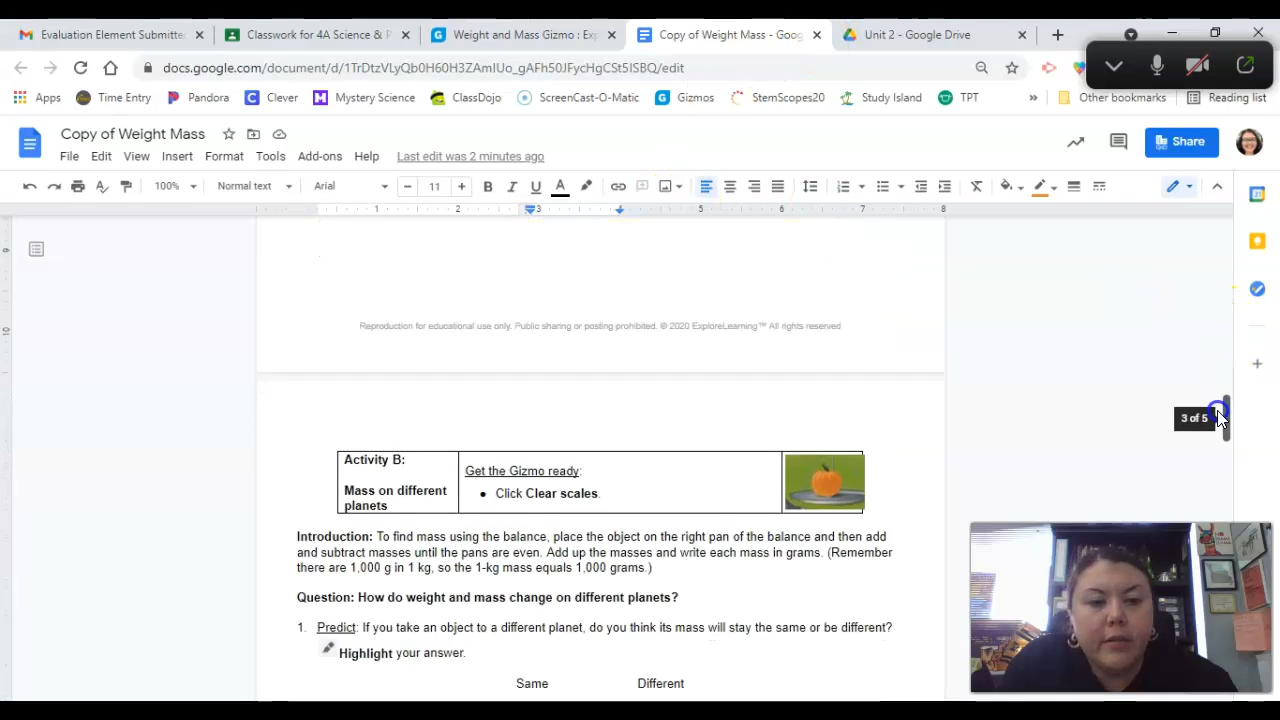 Evaluation Element Submitte
Classwork for 4A Science & P
Weight and Mass Gizmo : Exp
Copy of Weight Mass - Goog
Unit 2 - Google Drive
docs.google.com/document/d/1TrDtzVLyQb0H60H3ZAmIUo_gAFh50JFycHgCSt5ISBQ/edit
Apps
Time Entry
Pandora
Clever
Mystery Science
ClassDojo
ScreenCast-O-Matic
Gizmos
StemScopes20
Study Island
TPT
»
Other bookmarks
Reading list
Copy of Weight Mass
Share
File Edit View Insert Format Tools Add-ons Help Last edit was 2 minutes ago
100% Normal text Arial 11
1 2 3 5 6 7 8
9
10
Reproduction for educational use only. Public sharing or posting prohibited. © 2020 ExploreLearning™ All rights reserved
3 of 5
Activity B:
Mass on different
planets
Get the Gizmo ready:
● Click Clear scales.
Introduction: To find mass using the balance, place the object on the right pan of the balance and then add
and subtract masses until the pans are even. Add up the masses and write each mass in grams. (Remember
there are 1,000 g in 1 kg, so the 1-kg mass equals 1,000 grams.)
Question: How do weight and mass change on different planets?
1. Predict: If you take an object to a different planet, do you think its mass will stay the same or be different?
Highlight your answer.
Same Different